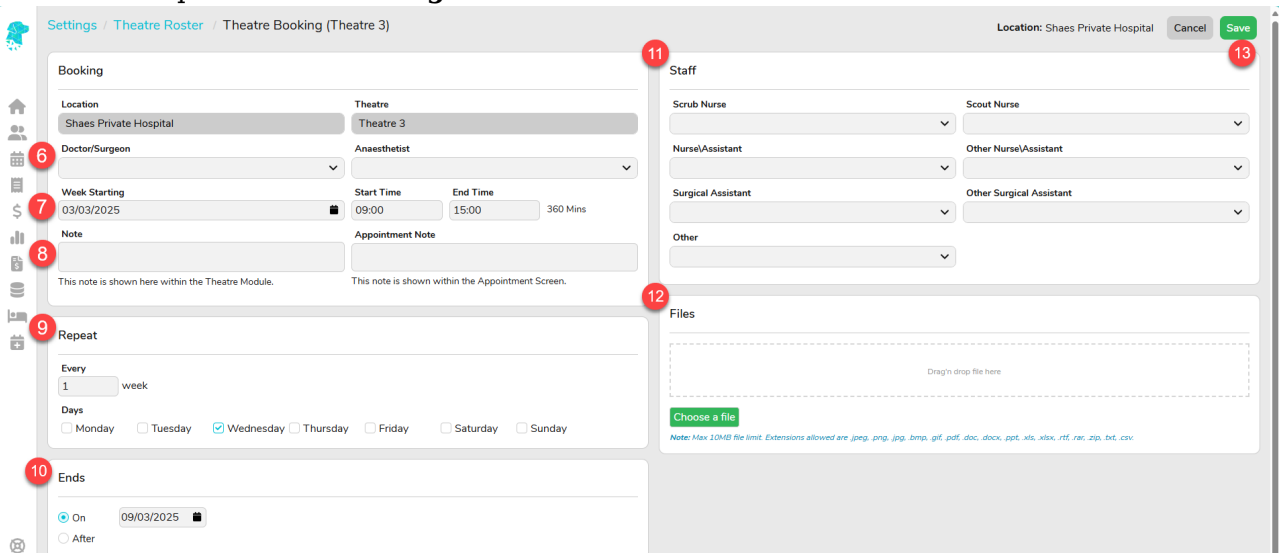 Settings / Theatre Roster / Theatre Booking (Theatre 3)
Location: Shaes Private Hospital Cancel Save
13
Booking
Location Theatre
Shaes Private Hospital Theatre 3
6
Doctor/Surgeon Anaesthetist
Week Starting Start Time End Time
7
03/03/2025 09:00 15:00 360 Mins
Note Appointment Note
8
This note is shown here within the Theatre Module. This note is shown within the Appointment Screen.
9
Repeat
Every
1 week
Days
Monday Tuesday Wednesday Thursday Friday Saturday Sunday
10
Ends
On 09/03/2025
After
11
Staff
Scrub Nurse Scout Nurse
Nurse\Assistant Other Nurse\Assistant
Surgical Assistant Other Surgical Assistant
Other
12
Files
Drag'n drop file here
Choose a file
Note: Max 10MB file limit. Extensions allowed are .jpeg, .png, .jpg, .bmp, .gif, .pdf, .doc, .docx, .ppt, .xls, .xlsx, .rtf, .rar, .zip, .txt, .csv.